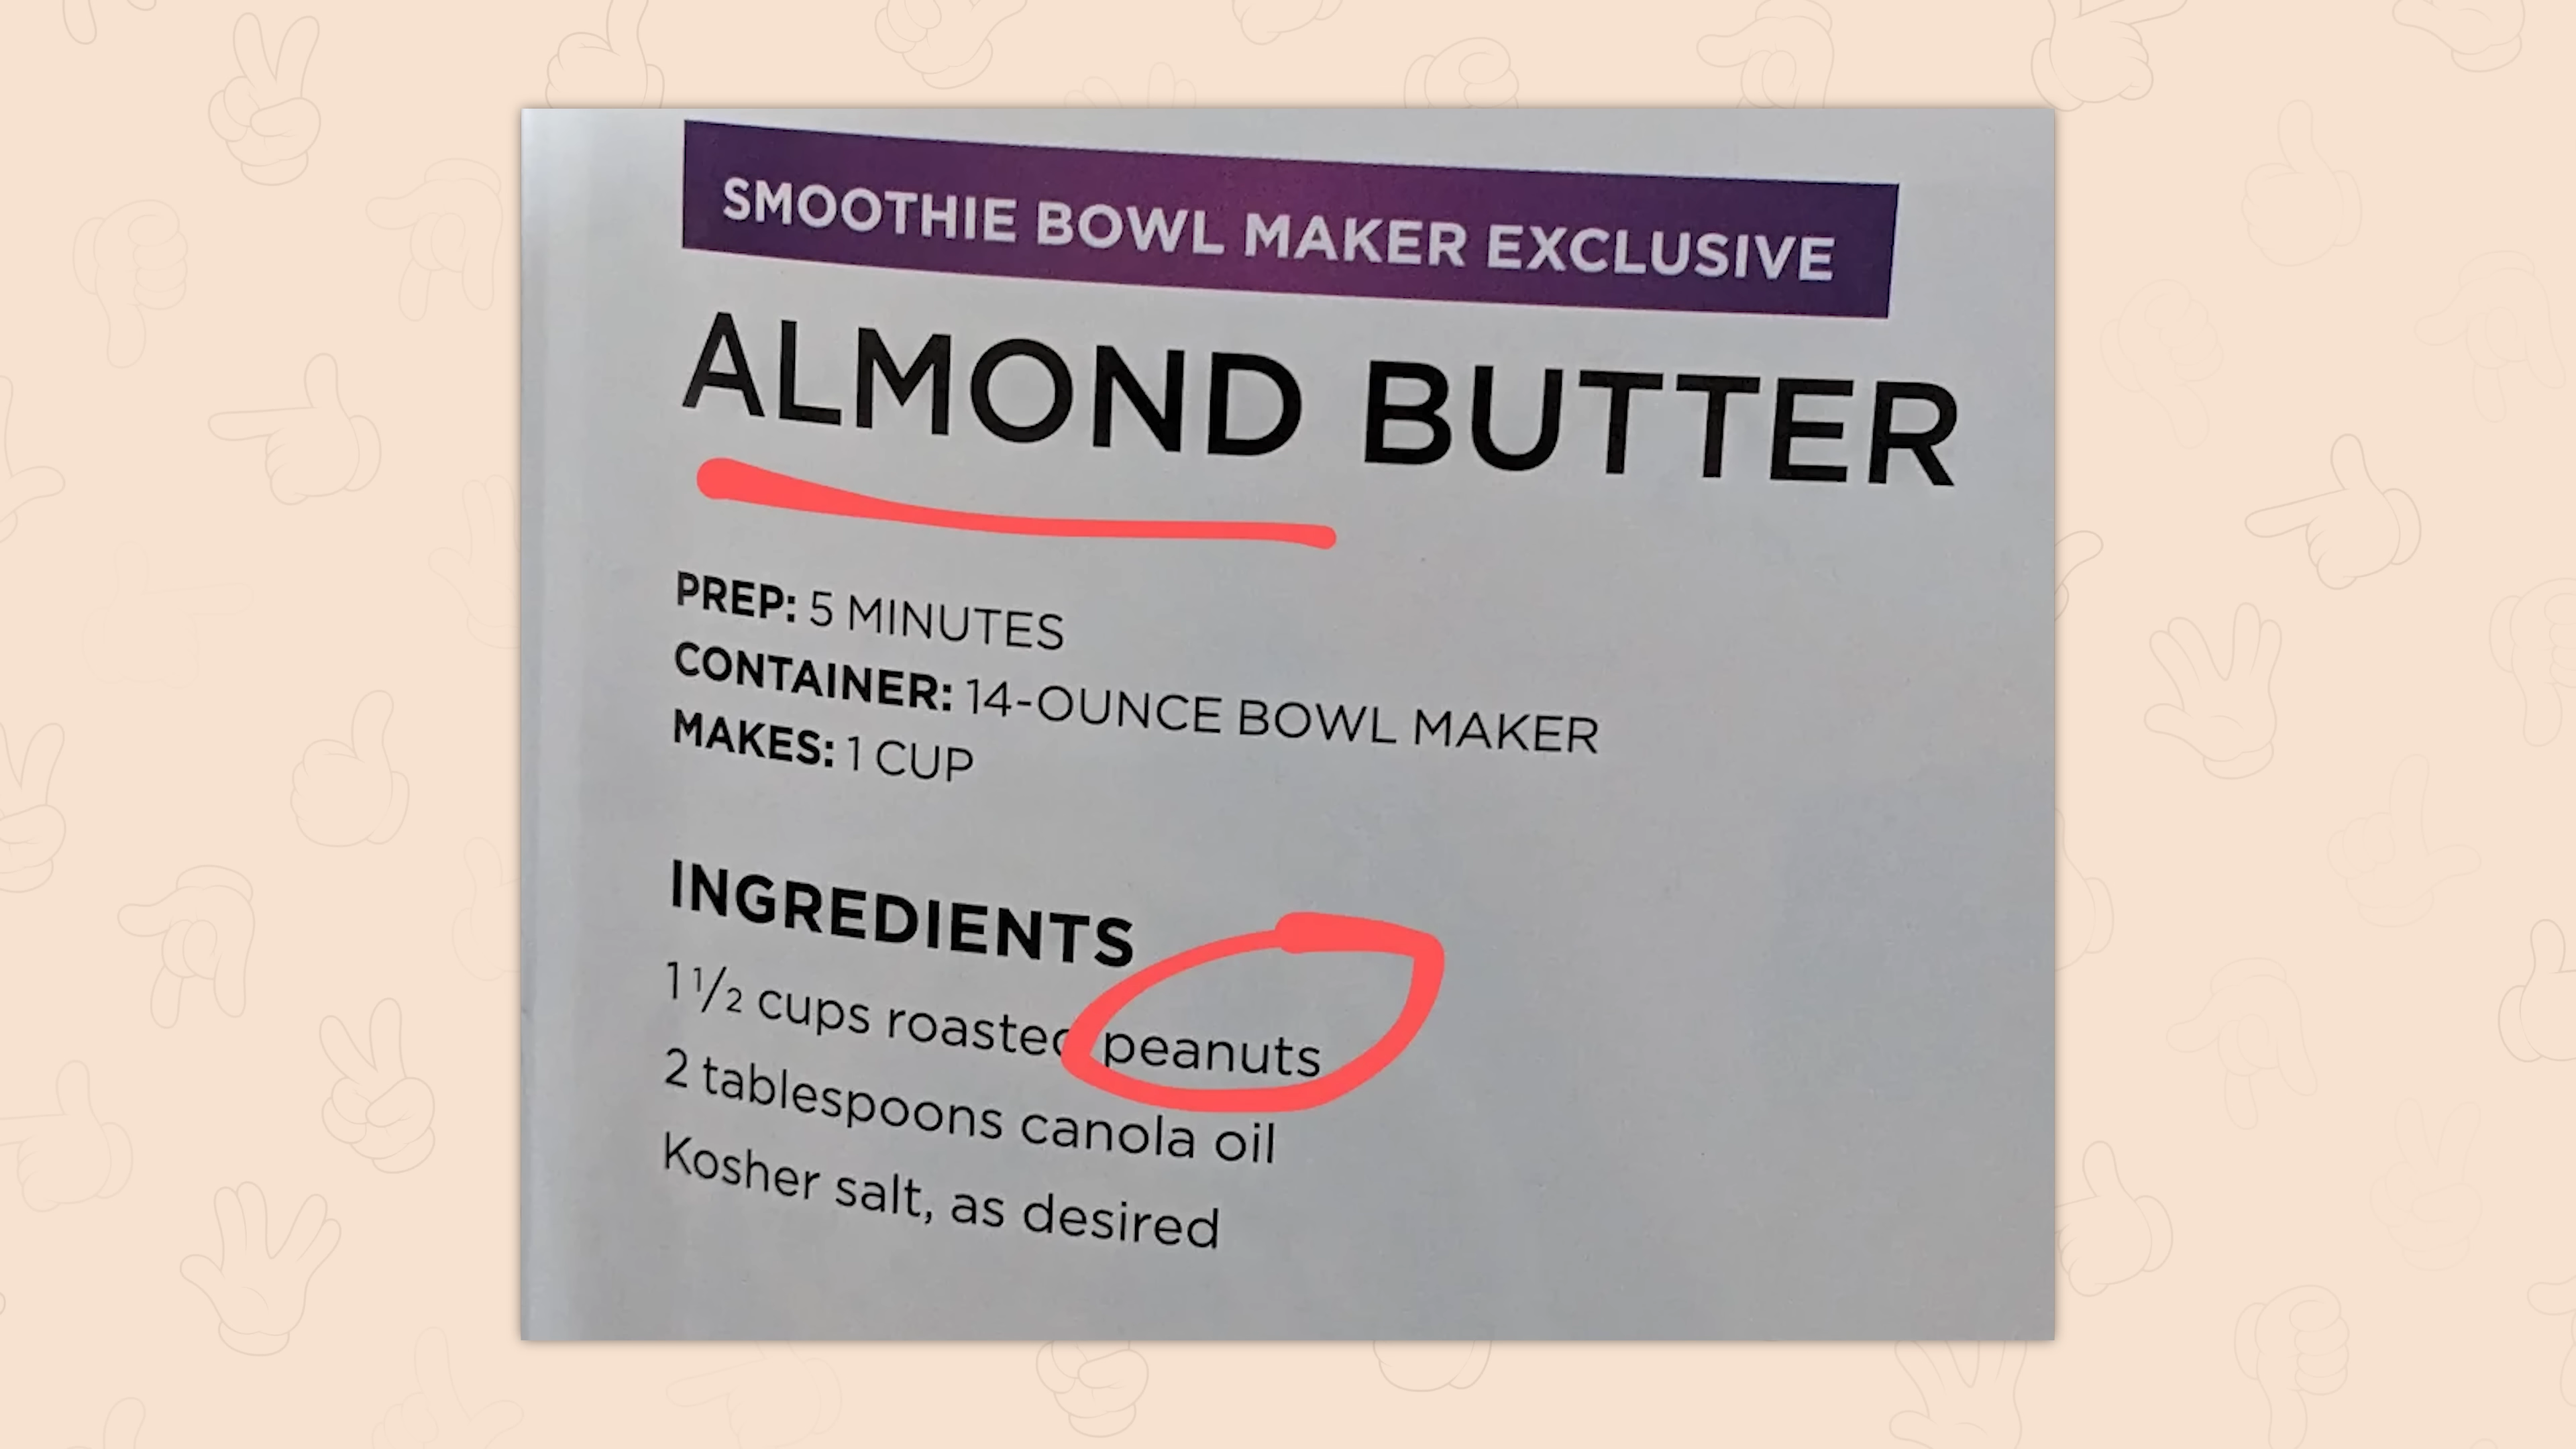 SMOOTHIE BOWL MAKER EXCLUSIVE
ALMOND BUTTER
PREP: 5 MINUTES
CONTAINER: 14-OUNCE BOWL MAKER
MAKES: 1 CUP
INGREDIENTS
1 1/2 cups roasted peanuts
2 tablespoons canola oil
Kosher salt, as desired